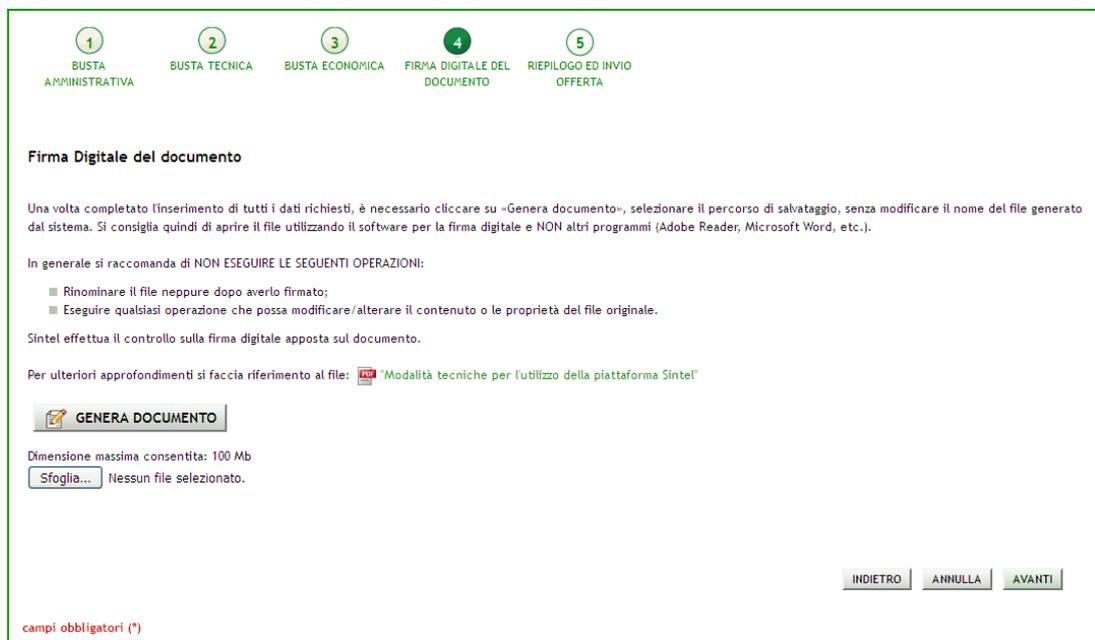 1 2 3 4 5
BUSTA AMMINISTRATIVA
BUSTA TECNICA
BUSTA ECONOMICA
FIRMA DIGITALE DEL DOCUMENTO
RIEPILOGO ED INVIO OFFERTA
Firma Digitale del documento
Una volta completato l'inserimento di tutti i dati richiesti, è necessario cliccare su «Genera documento», selezionare il percorso di salvataggio, senza modificare il nome del file generato
dal sistema. Si consiglia quindi di aprire il file utilizzando il software per la firma digitale e NON altri programmi (Adobe Reader, Microsoft Word, etc.).
In generale si raccomanda di NON ESEGUIRE LE SEGUENTI OPERAZIONI:
Rinominare il file neppure dopo averlo firmato;
Eseguire qualsiasi operazione che possa modificare/alterare il contenuto o le proprietà del file originale.
Sintel effettua il controllo sulla firma digitale apposta sul documento.
Per ulteriori approfondimenti si faccia riferimento al file: PDF "Modalità tecniche per l'utilizzo della piattaforma Sintel"
GENERA DOCUMENTO
Dimensione massima consentita: 100 Mb
Sfoglia... Nessun file selezionato.
INDIETRO ANNULLA AVANTI
campi obbligatori (*)